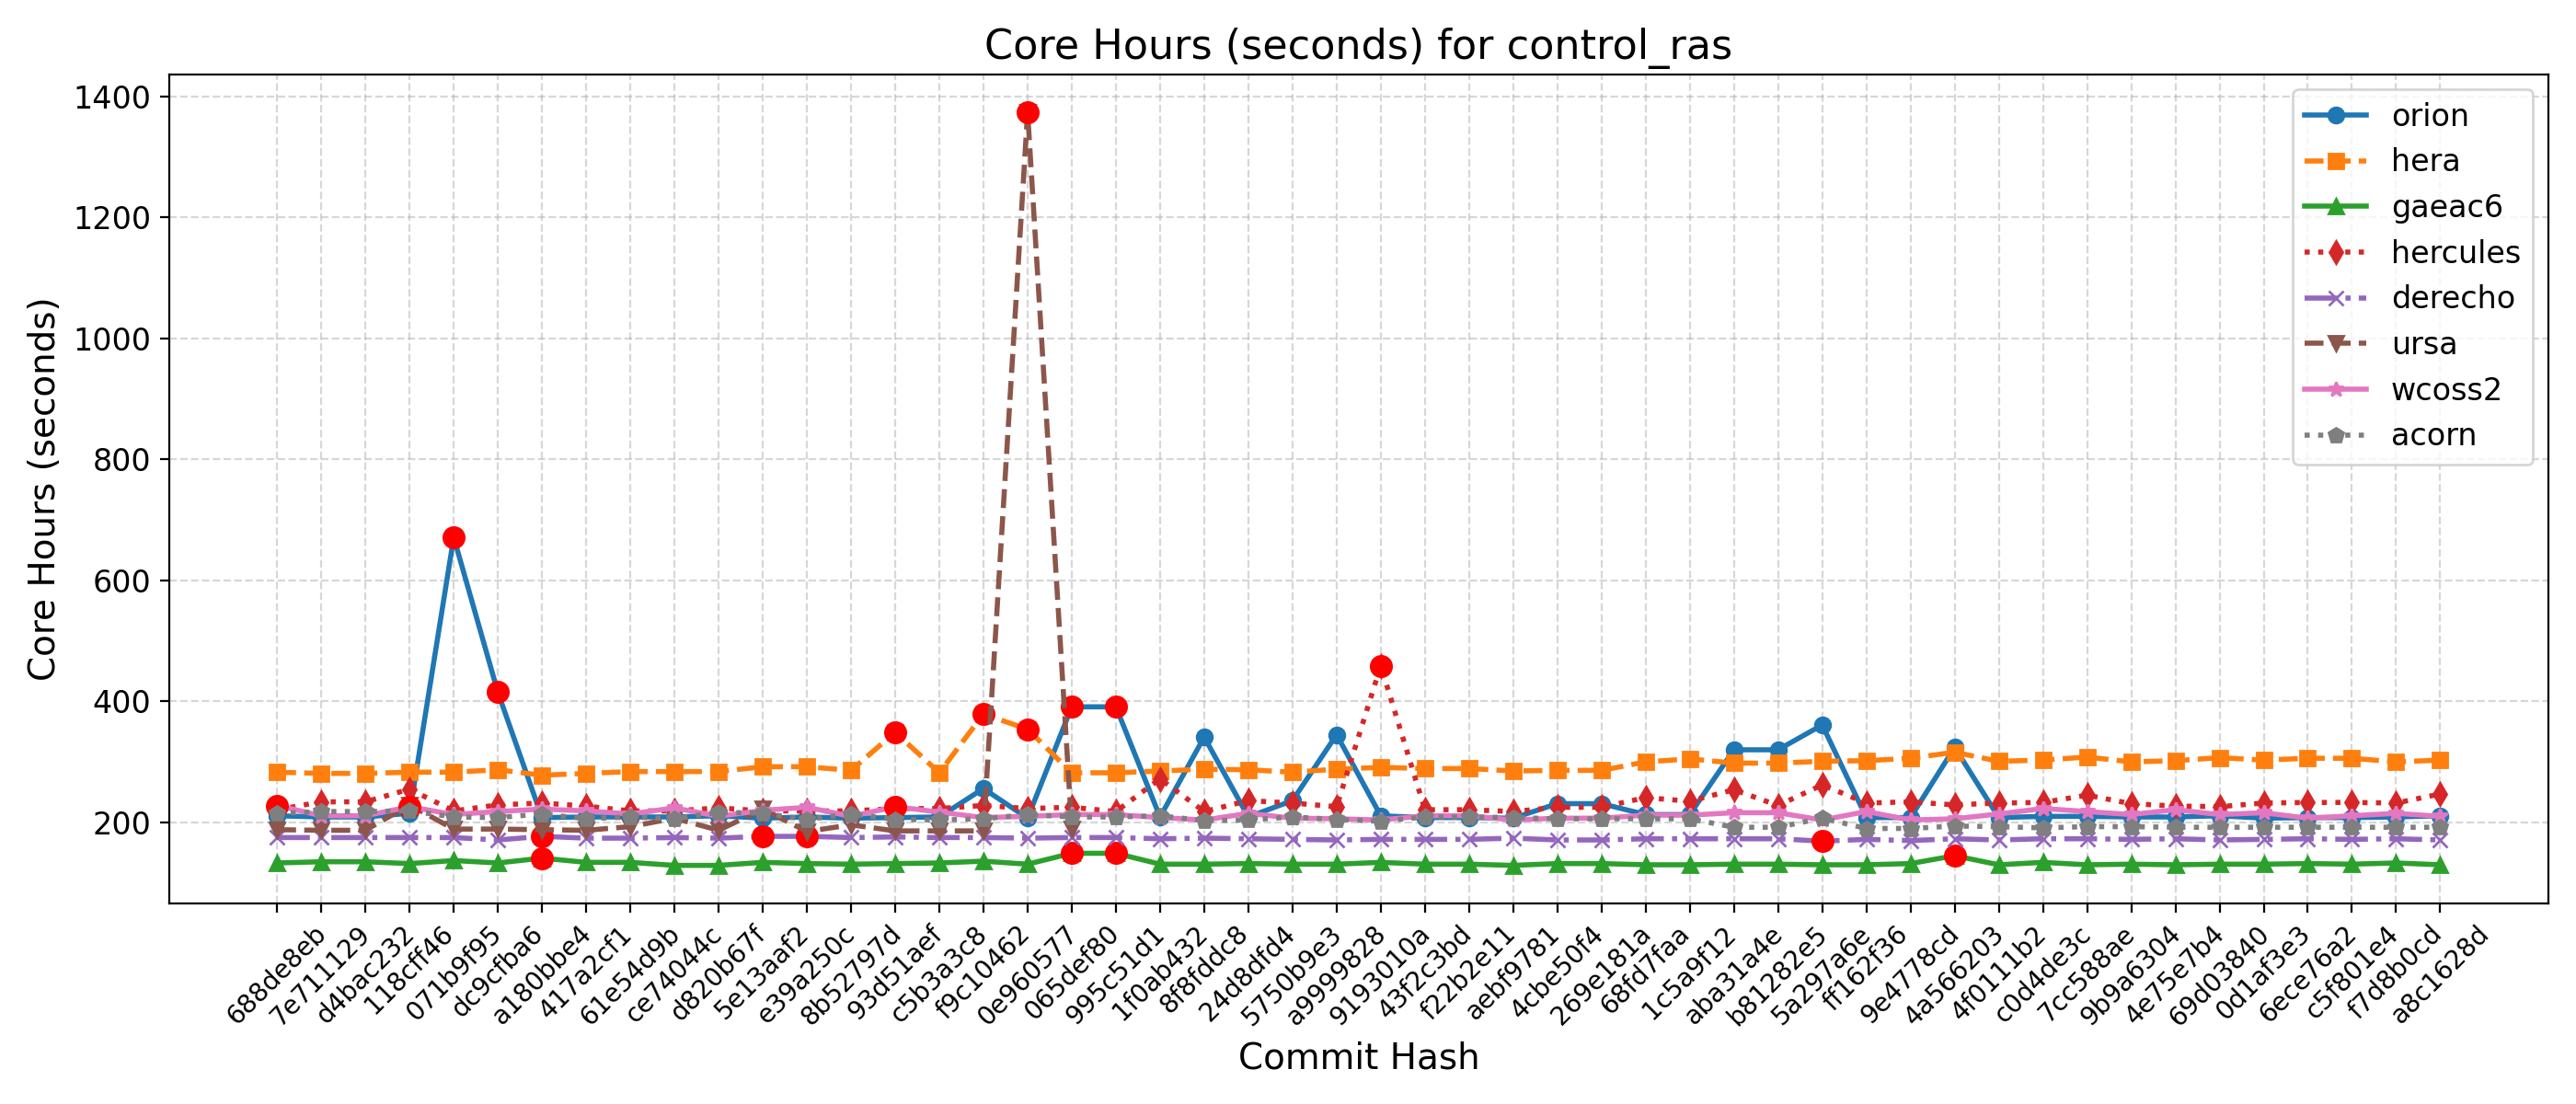 Core Hours (seconds) for control_ras
Core Hours (seconds)
1400
1200
1000
800
600
400
200
orion
hera
gaeac6
hercules
derecho
ursa
wcoss2
acorn
688de8eb
7e711129
d4bac232
118cff46
071b9f95
dc9cfba6
a180bbe4
417a2cf1
61e54d9b
ce74044c
d820b67f
5e13aaf2
e39a250c
8b52797d
93d51aef
c5b3a3c8
f9c10462
0e960577
065def80
995c51d1
1f0ab432
8f8fddc8
24d8dfd4
5750b9e3
a9999828
9193010a
43f2c3bd
f22b2e11
aebf9781
4cbe50f4
269e181a
68fd7faa
1c5a9f12
aba31a4e
b81282e5
5a297a6e
ff162f36
9e4778cd
4a566203
4f0111b2
c0d4de3c
7cc588ae
9b9a6304
4e75e7b4
69d03840
0d1af3e3
6ece76a2
c5f801e4
f7d8b0cd
a8c1628d
Commit Hash